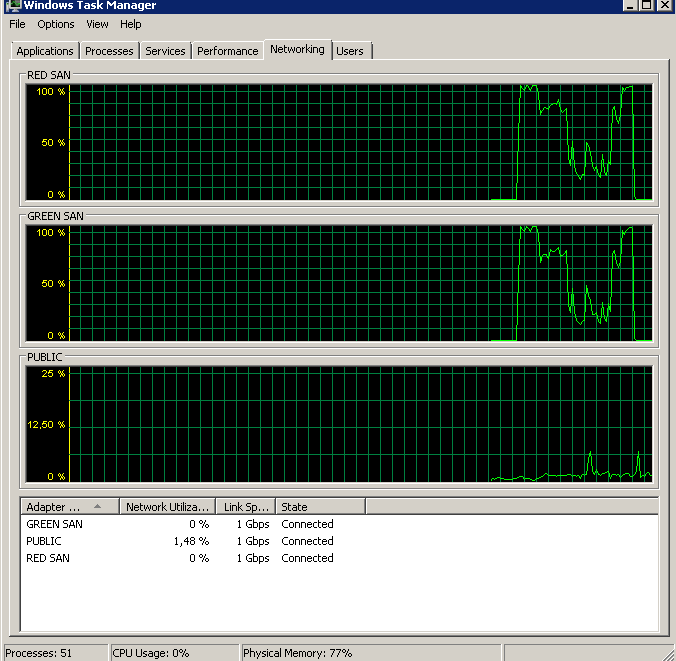 Windows Task Manager
File Options View Help
Applications Processes Services Performance Networking Users
RED SAN
100 %
50 %
0 %
GREEN SAN
100 %
50 %
0 %
PUBLIC
25 %
12,50 %
0 %
Adapter ... Network Utiliza... Link Sp... State
GREEN SAN 0 % 1 Gbps Connected
PUBLIC 1,48 % 1 Gbps Connected
RED SAN 0 % 1 Gbps Connected
Processes: 51 CPU Usage: 0% Physical Memory: 77%